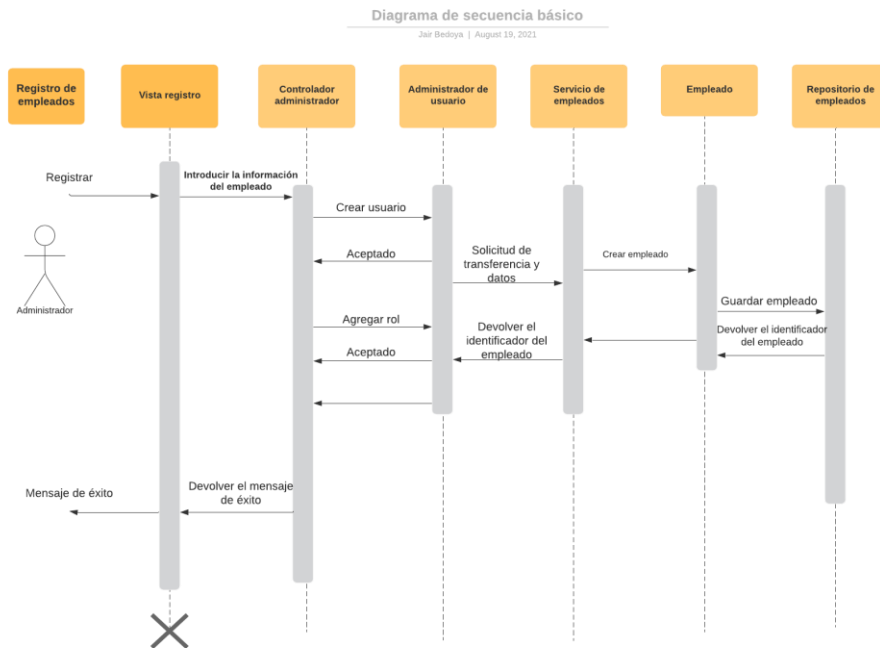 Diagrama de secuencia básico
Jair Bedoya | August 19, 2021
Registro de
empleados
Vista registro
Controlador
administrador
Administrador de
usuario
Servicio de
empleados
Empleado
Repositorio de
empleados
Registrar
Introducir la información
del empleado
Crear usuario
Aceptado
Solicitud de
transferencia y
datos
Crear empleado
Administrador
Guardar empleado
Agregar rol
Devolver el
identificador del
empleado
Devolver el identificador
del empleado
Aceptado
Mensaje de éxito
Devolver el mensaje
de éxito